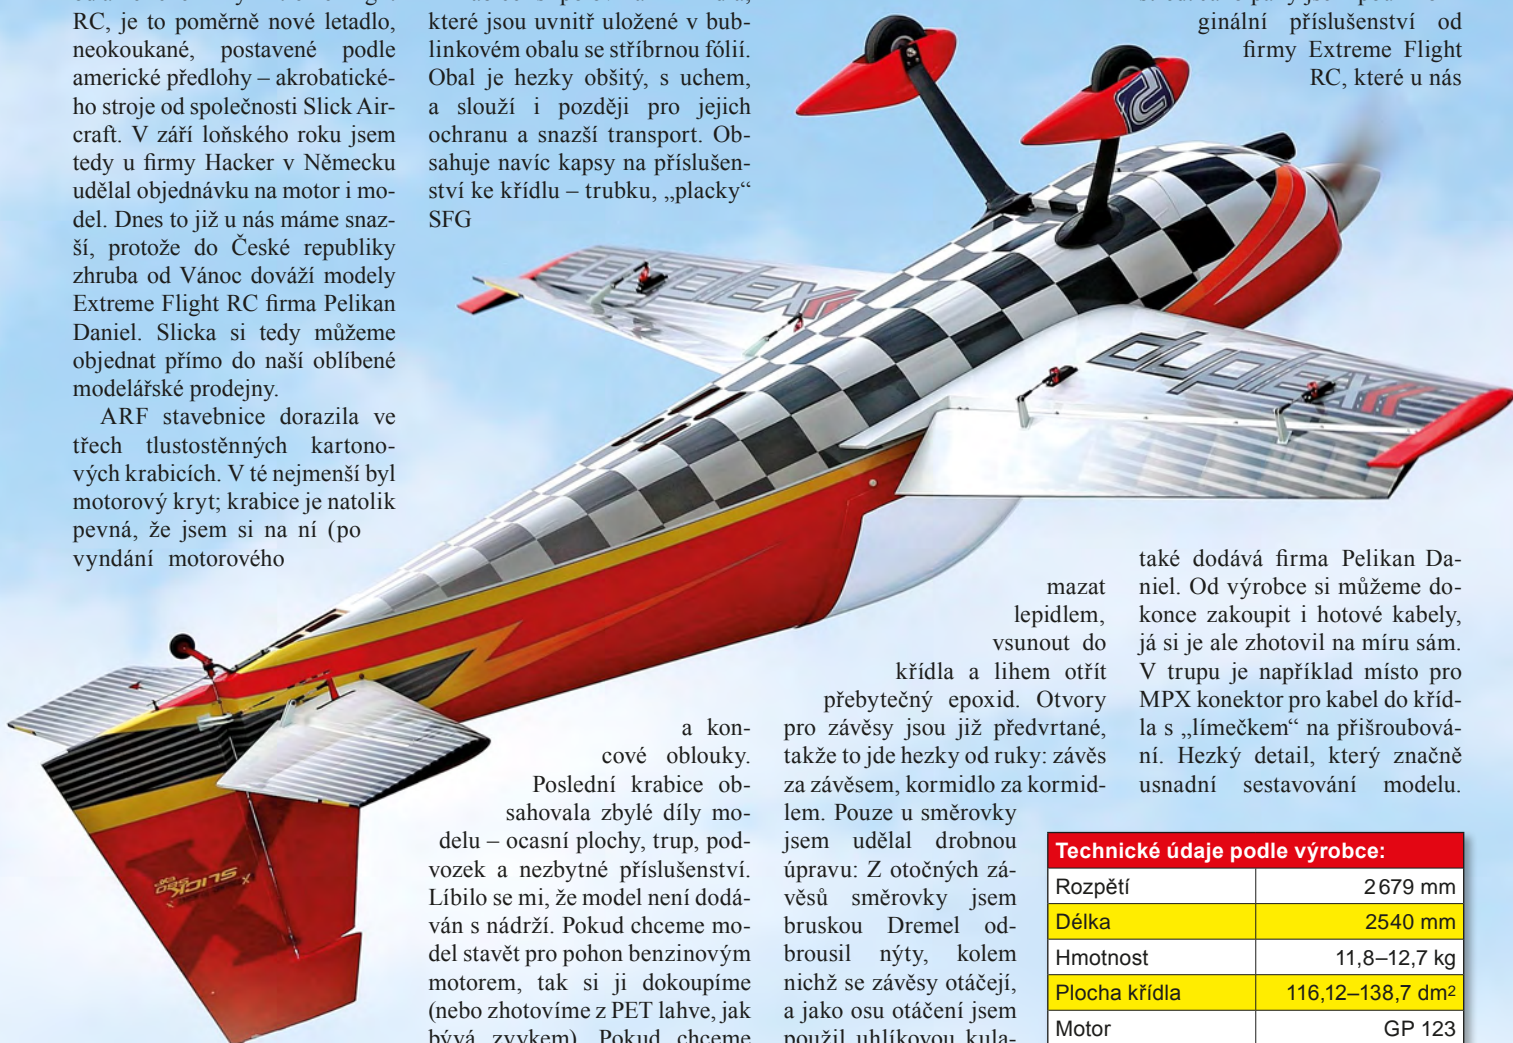 RC, je to poměrně nové letadlo,
neokoukané, postavené podle
americké předlohy – akrobatické-
ho stroje od společnosti Slick Air-
craft. V září loňského roku jsem
tedy u firmy Hacker v Německu
udělal objednávku na motor i mo-
del. Dnes to již u nás máme snaz-
ší, protože do České republiky
zhruba od Vánoc dováží modely
Extreme Flight RC firma Pelikan
Daniel. Slicka si tedy můžeme
objednat přímo do naší oblíbené
modelářské prodejny.
ARF stavebnice dorazila ve
třech tlustostěnných kartono-
vých krabicích. V té nejmenší byl
motorový kryt; krabice je natolik
pevná, že jsem si na ní (po
vyndání motorového
které jsou uvnitř uložené v bub-
linkovém obalu se stříbrnou fólií.
Obal je hezky obšitý, s uchem,
a slouží i později pro jejich
ochranu a snazší transport. Ob-
sahuje navíc kapsy na příslušen-
ství ke křídlu – trubku, „placky“
SFG
a kon-
cové oblouky.
Poslední krabice ob-
sahovala zbylé díly mo-
delu – ocasní plochy, trup, pod-
vozek a nezbytné příslušenství.
Líbilo se mi, že model není dodá-
ván s nádrží. Pokud chceme mo-
del stavět pro pohon benzinovým
motorem, tak si ji dokoupíme
(nebo zhotovíme z PET lahve, jak
bývá zvykem). Pokud chceme
mazat
lepidlem,
vsunout do
křídla a lihem otřít
přebytečný epoxid. Otvory
pro závěsy jsou již předvrtané,
takže to jde hezky od ruky: závěs
za závěsem, kormidlo za kormid-
lem. Pouze u směrovky
jsem udělal drobnou
úpravu: Z otočných zá-
věsů směrovky jsem
bruskou Dremel od-
brousil nýty, kolem
nichž se závěsy otáčejí,
a jako osu otáčení jsem
použil uhlíkovou kula-
ginální příslušenství od
firmy Extreme Flight
RC, které u nás
také dodává firma Pelikan Da-
niel. Od výrobce si můžeme do-
konce zakoupit i hotové kabely,
já si je ale zhotovil na míru sám.
V trupu je například místo pro
MPX konektor pro kabel do kříd-
la s „límečkem“ na přišroubová-
ní. Hezký detail, který značně
usnadní sestavování modelu.
Technické údaje podle výrobce:
Rozpětí 2 679 mm
Délka 2540 mm
Hmotnost 11,8–12,7 kg
Plocha křídla 116,12–138,7 dm²
Motor GP 123
duplex
duplex
SLICK
580